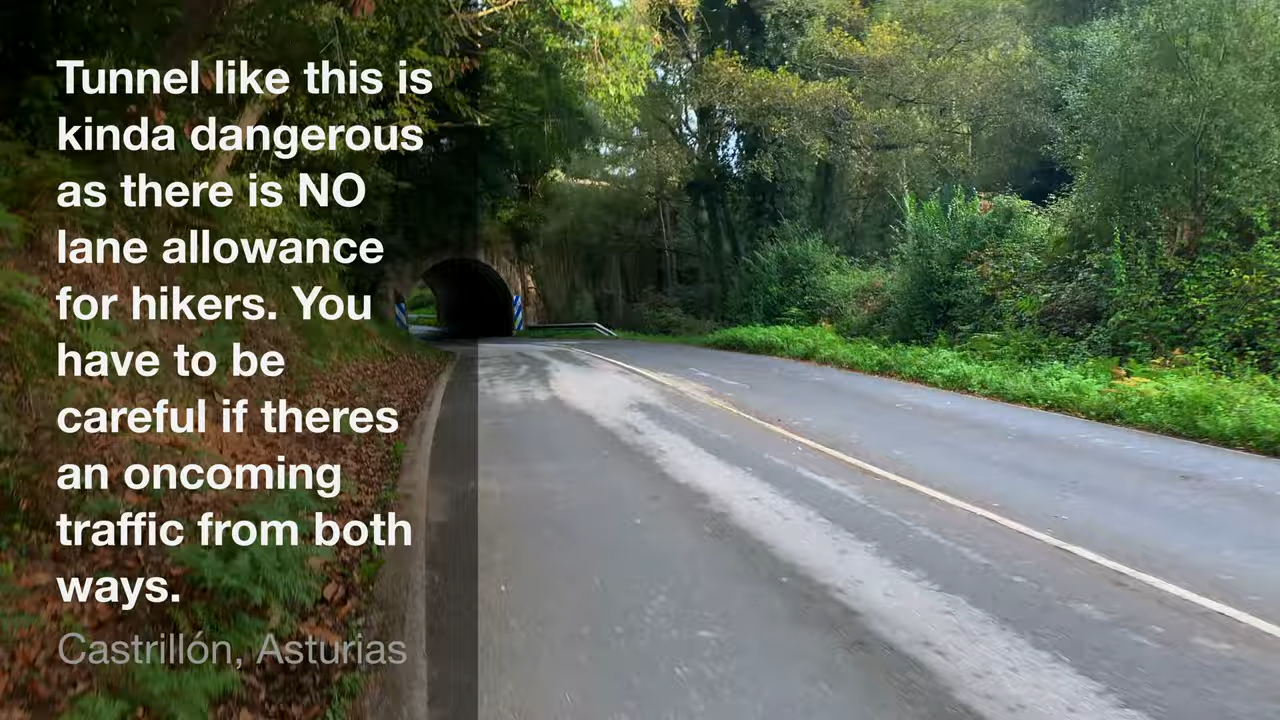 Tunnel like this is
kinda dangerous
as there is NO
lane allowance
for hikers. You
have to be
careful if theres
an oncoming
traffic from both
ways.
Castrillón, Asturias